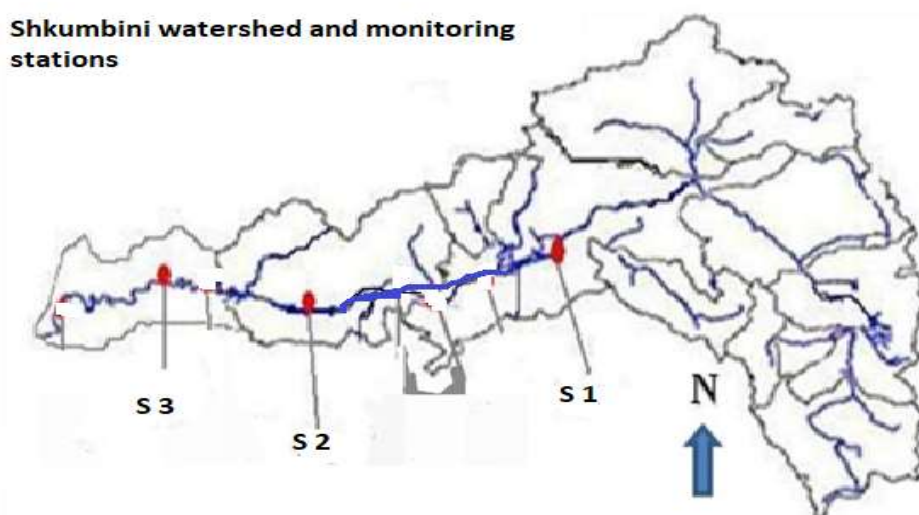 Shkumbini watershed and monitoring
stations
S 3
S 2
S 1
N